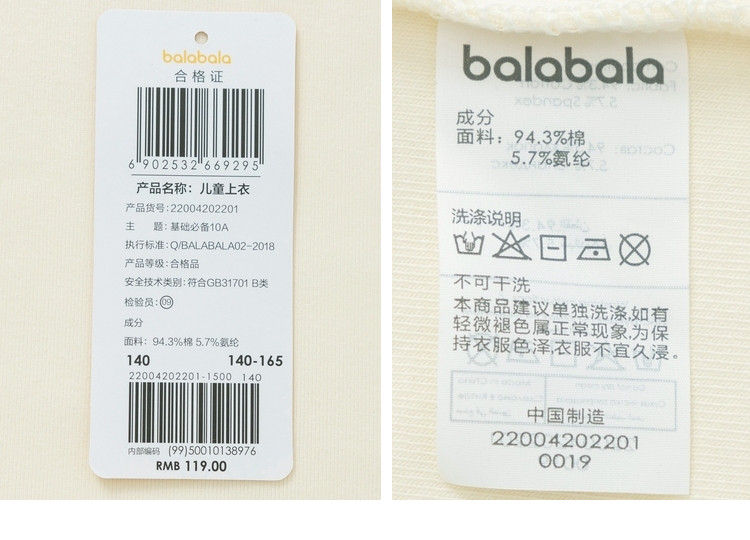 balabala
合格证
6 902532 669295
产品名称：儿童上衣
产品货号:22004202201
主 题:基础必备10A
执行标准:Q/BALABALA02-2018
产品等级:合格品
安全技术类别:符合GB31701 B类
检验员:09
成分
面料：94.3%棉 5.7%氨纶
140 140-165
22004202201-1500 140
内部编码 (99)50010138976
RMB 119.00
balabala
成分
面料：94.3%棉
5.7%氨纶
洗涤说明
不可干洗
本商品建议单独洗涤,如有
轻微褪色属正常现象,为保
持衣服色泽,衣服不宜久浸。
中国制造
22004202201
0019